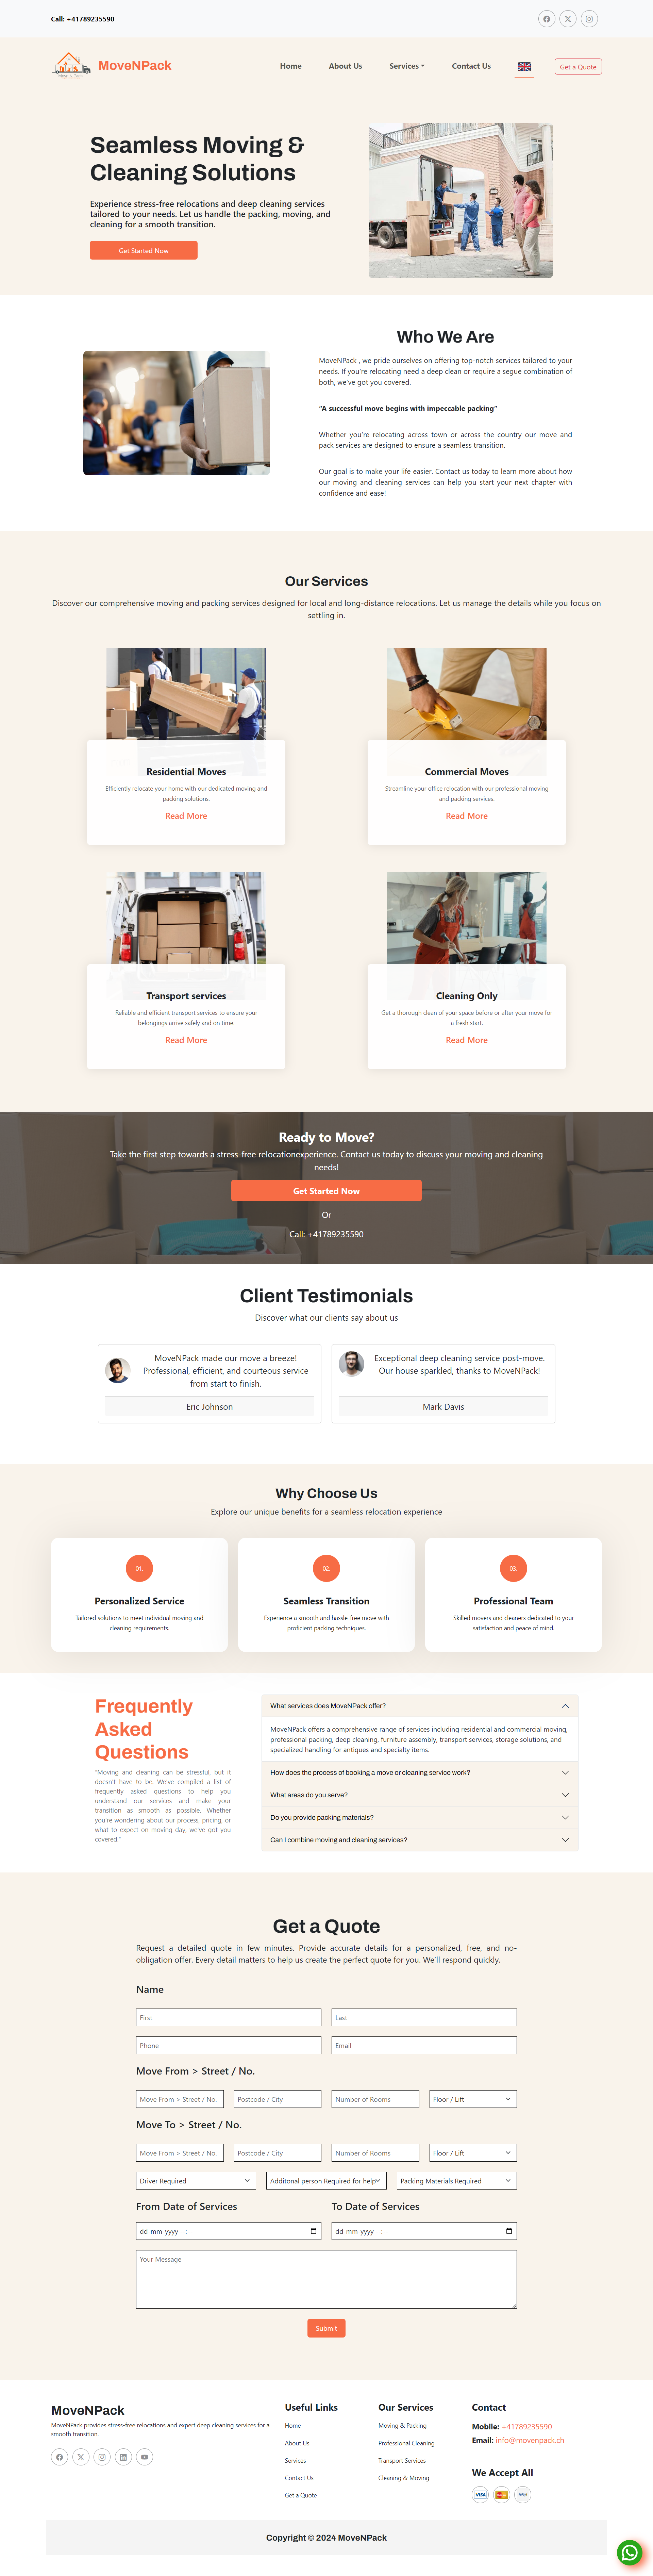 Call: +41789235590
MoveNPack
Home
About Us
Services
Contact Us
Get a Quote
Seamless Moving &
Cleaning Solutions
Experience stress-free relocations and deep cleaning services
tailored to your needs. Let us handle the packing, moving, and
cleaning for a smooth transition.
Get Started Now
Who We Are
MoveNPack , we pride ourselves on offering top-notch services tailored to your
needs. If you're relocating need a deep clean or require a segue combination of
both, we've got you covered.
"A successful move begins with impeccable packing"
Whether you're relocating across town or across the country our move and
pack services are designed to ensure a seamless transition.
Our goal is to make your life easier. Contact us today to learn more about how
our moving and cleaning services can help you start your next chapter with
confidence and ease!
Our Services
Discover our comprehensive moving and packing services designed for local and long-distance relocations. Let us manage the details while you focus on
settling in.
Residential Moves
Efficiently relocate your home with our dedicated moving and
packing solutions.
Read More
Commercial Moves
Streamline your office relocation with our professional moving
and packing services.
Read More
Transport services
Reliable and efficient transport services to ensure your
belongings arrive safely and on time.
Read More
Cleaning Only
Get a thorough clean of your space before or after your move for
a fresh start.
Read More
Ready to Move?
Take the first step towards a stress-free relocationexperience. Contact us today to discuss your moving and cleaning
needs!
Get Started Now
Or
Call: +41789235590
Client Testimonials
Discover what our clients say about us
MoveNPack made our move a breeze!
Professional, efficient, and courteous service
from start to finish.
Eric Johnson
Exceptional deep cleaning service post-move.
Our house sparkled, thanks to MoveNPack!
Mark Davis
Why Choose Us
Explore our unique benefits for a seamless relocation experience
01.
Personalized Service
Tailored solutions to meet individual moving and
cleaning requirements.
02.
Seamless Transition
Experience a smooth and hassle-free move with
proficient packing techniques.
03.
Professional Team
Skilled movers and cleaners dedicated to your
satisfaction and peace of mind.
Frequently
Asked
Questions
"Moving and cleaning can be stressful, but it
doesn't have to be. We've compiled a list of
frequently asked questions to help you
understand our services and make your
transition as smooth as possible. Whether
you're wondering about our process, pricing, or
what to expect on moving day, we've got you
covered."
What services does MoveNPack offer?
MoveNPack offers a comprehensive range of services including residential and commercial moving,
professional packing, deep cleaning, furniture assembly, transport services, storage solutions, and
specialized handling for antiques and specialty items.
How does the process of booking a move or cleaning service work?
What areas do you serve?
Do you provide packing materials?
Can I combine moving and cleaning services?
Get a Quote
Request a detailed quote in few minutes. Provide accurate details for a personalized, free, and no-
obligation offer. Every detail matters to help us create the perfect quote for you. We'll respond quickly.
Name
First
Last
Phone
Email
Move From > Street / No.
Move From > Street / No.
Postcode / City
Number of Rooms
Floor / Lift
Move To > Street / No.
Move From > Street / No.
Postcode / City
Number of Rooms
Floor / Lift
Driver Required
Additonal person Required for help
Packing Materials Required
From Date of Services
To Date of Services
dd-mm-yyyy --:--
dd-mm-yyyy --:--
Your Message
Submit
MoveNPack
MoveNPack provides stress-free relocations and expert deep cleaning services for a
smooth transition.
Useful Links
Home
About Us
Services
Contact Us
Get a Quote
Our Services
Moving & Packing
Professional Cleaning
Transport Services
Cleaning & Moving
Contact
Mobile: +41789235590
Email: info@movenpack.ch
We Accept All
VISA
Copyright © 2024 MoveNPack